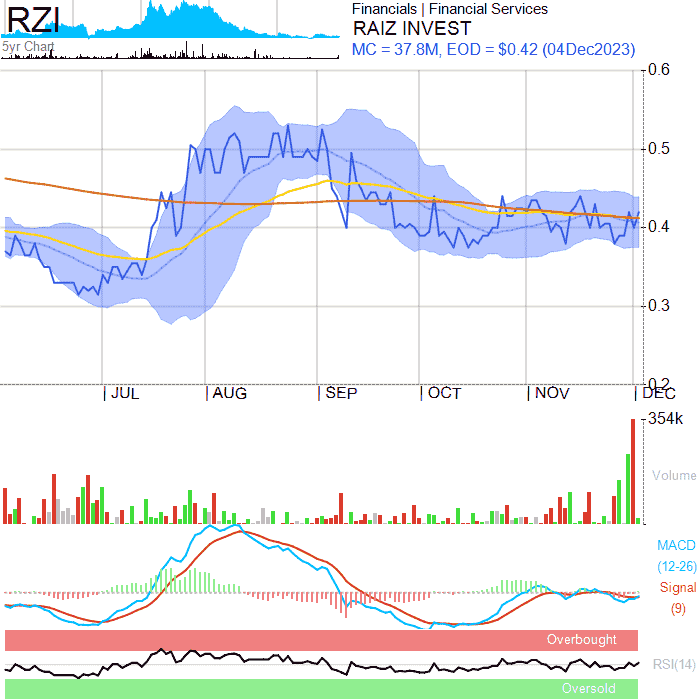 RZI
Financials | Financial Services
RAIZ INVEST
5yr Chart
MC = 37.8M, EOD = $0.42 (04Dec2023)
0.6
0.5
0.4
0.3
0.2
| JUL | AUG | SEP | OCT | NOV | DEC
354k
Volume
MACD
(12-26)
Signal
(9)
Overbought
RSI(14)
Oversold